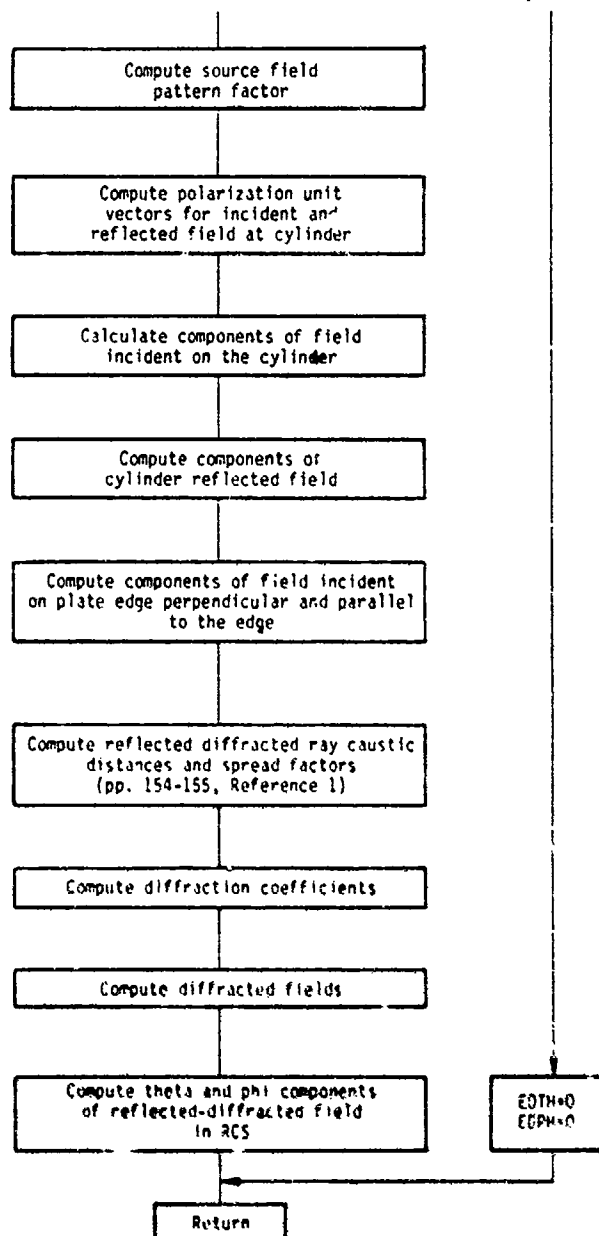 Compute source field
pattern factor
Compute polarization unit
vectors for incident and
reflected field at cylinder
Calculate components of field
incident on the cylinder
Compute components of
cylinder reflected field
Compute components of field incident
on plate edge perpendicular and parallel
to the edge
Compute reflected diffracted ray caustic
distances and spread factors
(pp. 154-155, Reference 1)
Compute diffraction coefficients
Compute diffracted fields
Compute theta and phi components
of reflected-diffracted field
in RCS
EDTH=0
EDPH=0
Return